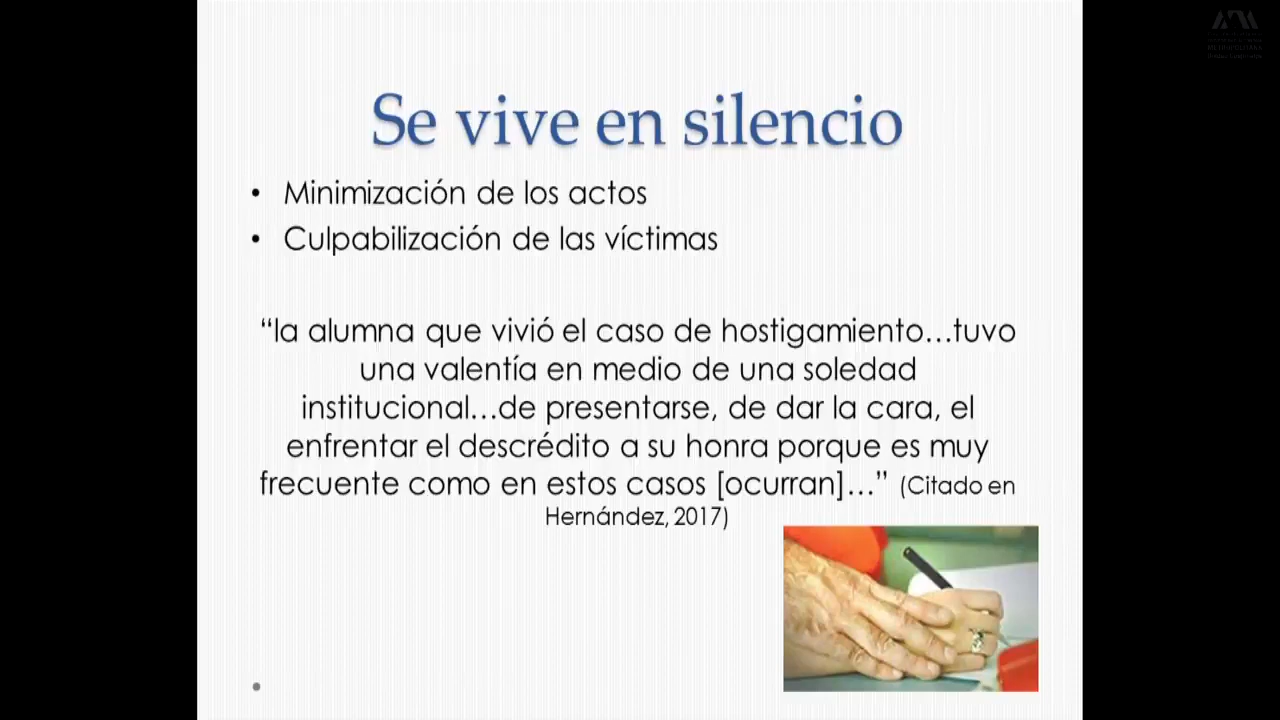 Se vive en silencio
• Minimización de los actos
• Culpabilización de las víctimas
“la alumna que vivió el caso de hostigamiento…tuvo
una valentía en medio de una soledad
institucional…de presentarse, de dar la cara, el
enfrentar el descrédito a su honra porque es muy
frecuente como en estos casos [ocurran]…” (Citado en
Hernández, 2017)
METROPOLITANA